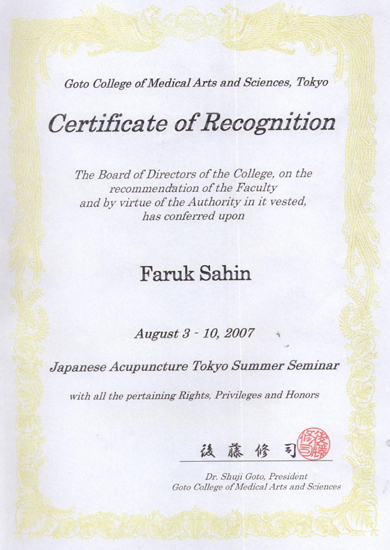 Goto College of Medical Arts and Sciences, Tokyo
Certificate of Recognition
The Board of Directors of the College, on the
recommendation of the Faculty
and by virtue of the Authority in it vested,
has conferred upon
Faruk Sahin
August 3 - 10, 2007
Japanese Acupuncture Tokyo Summer Seminar
with all the pertaining Rights, Privileges and Honors
後藤修司
Dr. Shuji Goto, President
Goto College of Medical Arts and Sciences